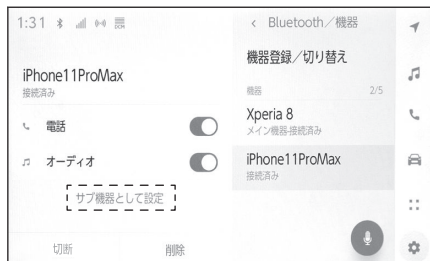 1:31
iPhone11ProMax
接続済み
電話
オーディオ
サブ機器として設定
切断
削除
< Bluetooth／機器
機器登録／切り替え
機器 2/5
Xperia 8
メイン機器-接続済み
iPhone11ProMax
接続済み